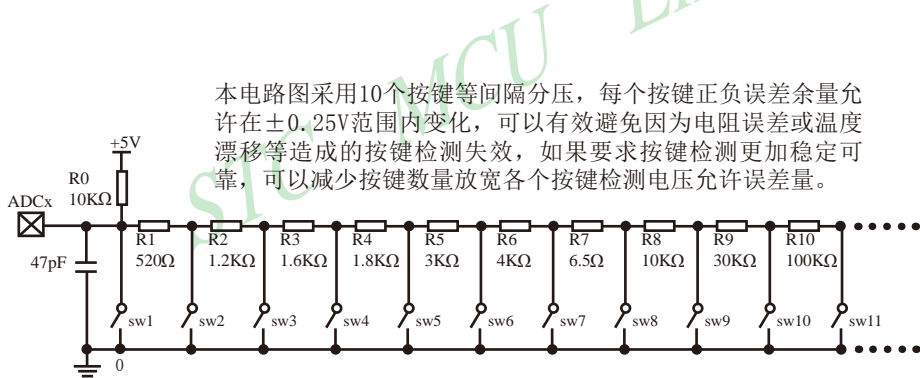 STC MCU
本电路图采用10个按键等间隔分压，每个按键正负误差余量允
许在±0.25V范围内变化，可以有效避免因为电阻误差或温度
漂移等造成的按键检测失效，如果要求按键检测更加稳定可
靠，可以减少按键数量放宽各个按键检测电压允许误差量。
+5V
R0
10KΩ
ADCx
R1 R2 R3 R4 R5 R6 R7 R8 R9 R10
47pF 520Ω 1.2KΩ 1.6KΩ 1.8KΩ 3KΩ 4KΩ 6.5Ω 10KΩ 30KΩ 100KΩ
sw1 sw2 sw3 sw4 sw5 sw6 sw7 sw8 sw9 sw10 sw11
0